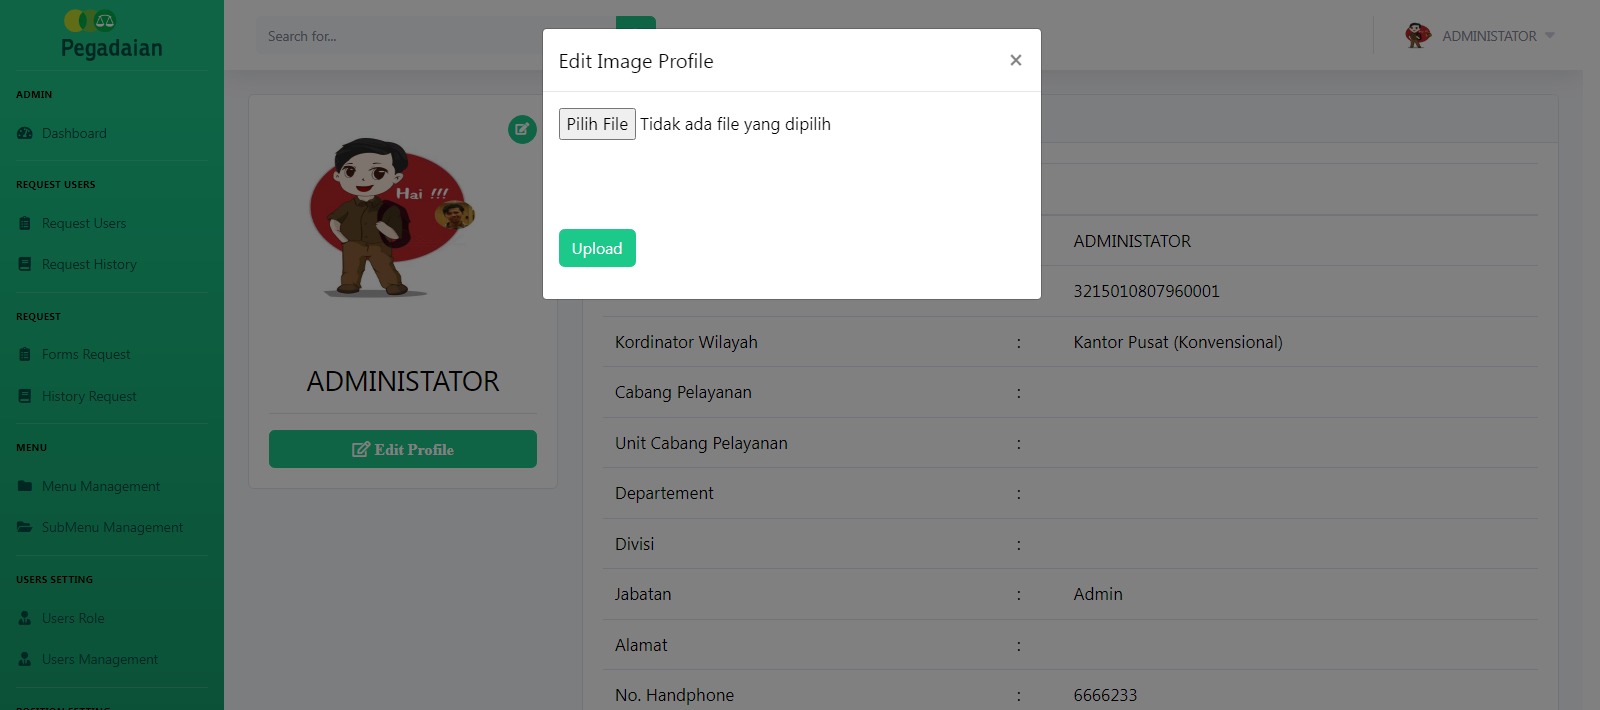 Pegadaian
Search for...
ADMINISTATOR
ADMIN
Dashboard
REQUEST USERS
Request Users
Request History
REQUEST
Forms Request
History Request
MENU
Menu Management
SubMenu Management
USERS SETTING
Users Role
Users Management
Hai !!!
ADMINISTATOR
Edit Profile
Edit Image Profile
×
Pilih File Tidak ada file yang dipilih
Upload
ADMINISTATOR
3215010807960001
Kordinator Wilayah : Kantor Pusat (Konvensional)
Cabang Pelayanan :
Unit Cabang Pelayanan :
Departement :
Divisi :
Jabatan : Admin
Alamat :
No. Handphone : 6666233